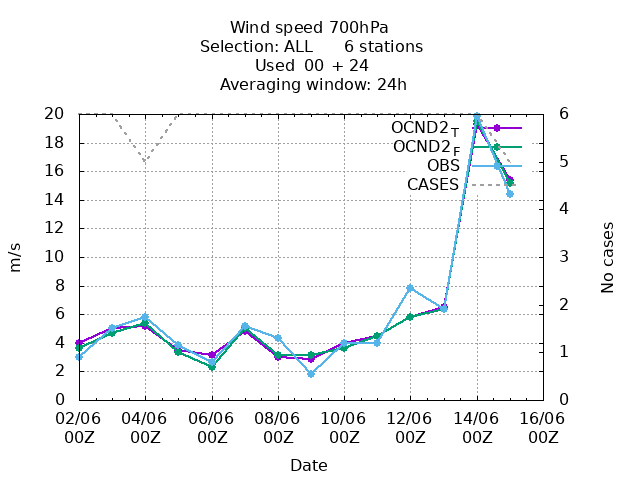 Wind speed 700hPa
Selection: ALL 6 stations
Used 00 + 24
Averaging window: 24h
20
18
16
14
12
10
8
6
4
2
0
m/s
6
5
4
3
2
1
0
No cases
OCND2T
OCND2F
OBS
CASES
02/06 04/06 06/06 08/06 10/06 12/06 14/06 16/06
00Z 00Z 00Z 00Z 00Z 00Z 00Z 00Z
Date